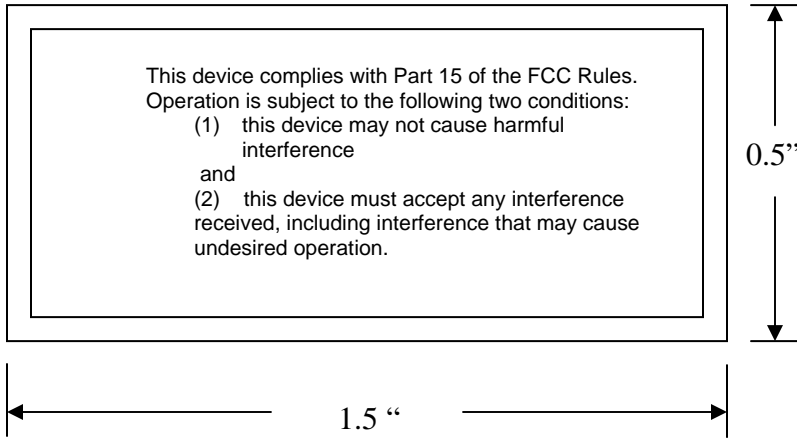 This device complies with Part 15 of the FCC Rules.
Operation is subject to the following two conditions:
(1) this device may not cause harmful
interference
and
(2) this device must accept any interference
received, including interference that may cause
undesired operation.
0.5”
1.5 “